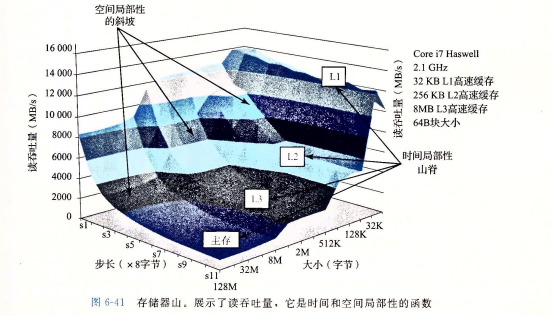 空间局部性
的斜坡
16 000
14 000
12 000
10 000
8000
6000
4000
2000
0
读吞吐量（MB/s）
s1
s3
s5
s7
s9
s11
步长（×8字节）
128M
32M
8M
2M
512K
128K
32K
大小（字节）
L1
L2
L3
主存
读吞吐量（MB/s）
Core i7 Haswell
2.1 GHz
32 KB L1高速缓存
256 KB L2高速缓存
8MB L3高速缓存
64B块大小
时间局部性
山脊
图 6-41 存储器山。展示了读吞吐量，它是时间和空间局部性的函数